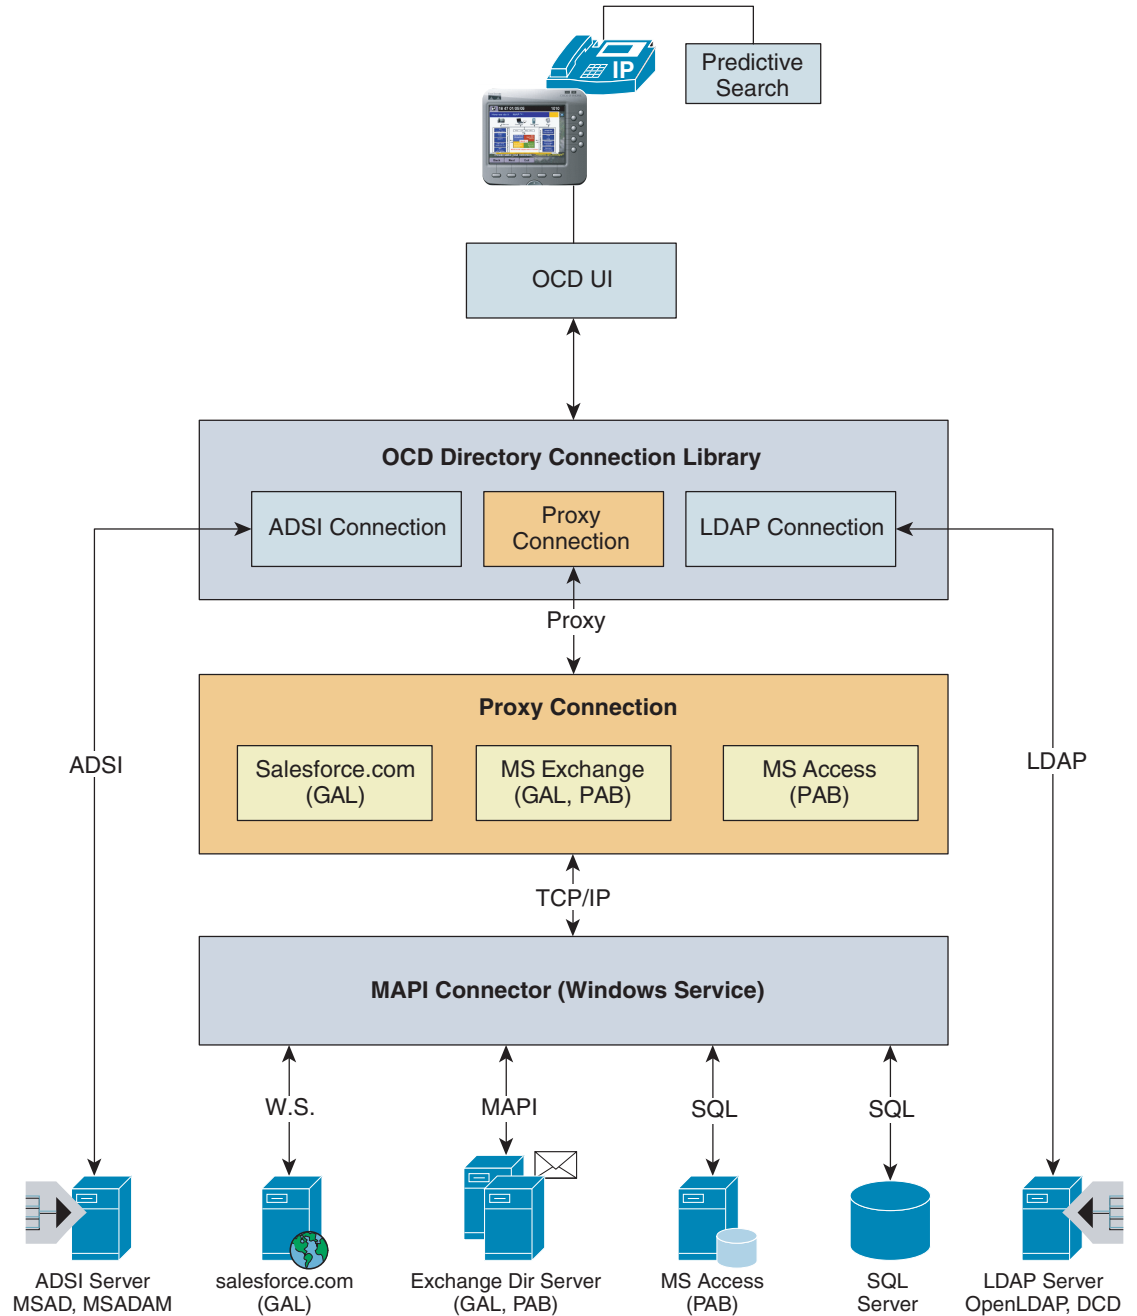 IP
Predictive
Search
OCD UI
OCD Directory Connection Library
ADSI Connection
Proxy
Connection
LDAP Connection
Proxy
Proxy Connection
ADSI
LDAP
Salesforce.com
(GAL)
MS Exchange
(GAL, PAB)
MS Access
(PAB)
TCP/IP
MAPI Connector (Windows Service)
W.S.
MAPI
SQL
SQL
ADSI Server
MSAD, MSADAM
salesforce.com
(GAL)
Exchange Dir Server
(GAL, PAB)
MS Access
(PAB)
SQL
Server
LDAP Server
OpenLDAP, DCD